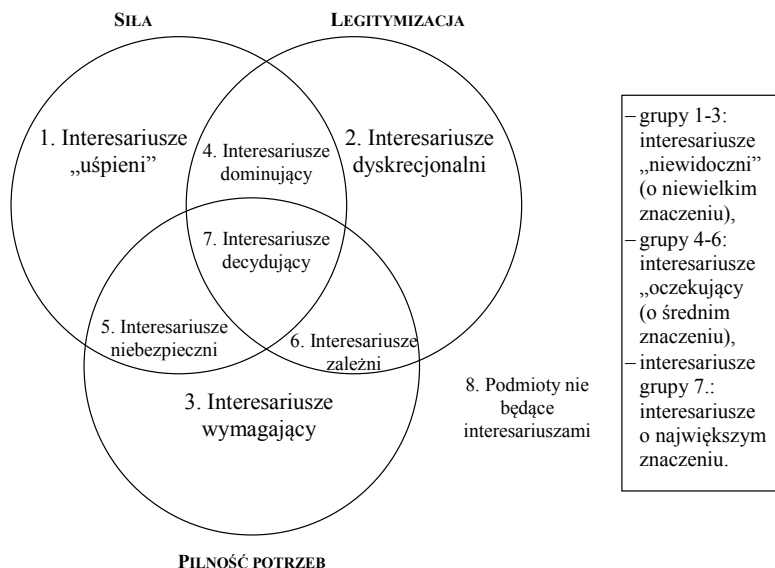 SIŁA
LEGITYMIZACJA
1. Interesariusze
„uśpieni”
4. Interesariusze
dominujący
2. Interesariusze
dyskrecjonalni
7. Interesariusze
decydujący
5. Interesariusze
niebezpieczni
6. Interesariusze
zależni
3. Interesariusze
wymagający
8. Podmioty nie
będące
interesariuszami
PILNOŚĆ POTRZEB
– grupy 1-3:
interesariusze
„niewidoczni”
(o niewielkim
znaczeniu),
– grupy 4-6:
interesariusze
„oczekujący
(o średnim
znaczeniu),
– interesariusze
grupy 7.:
interesariusze
o największym
znaczeniu.